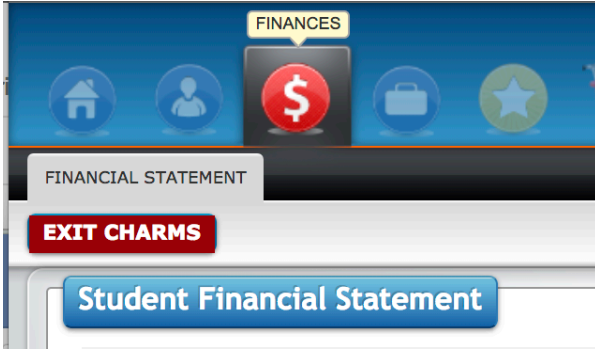 FINANCES
$
FINANCIAL STATEMENT
EXIT CHARMS
Student Financial Statement